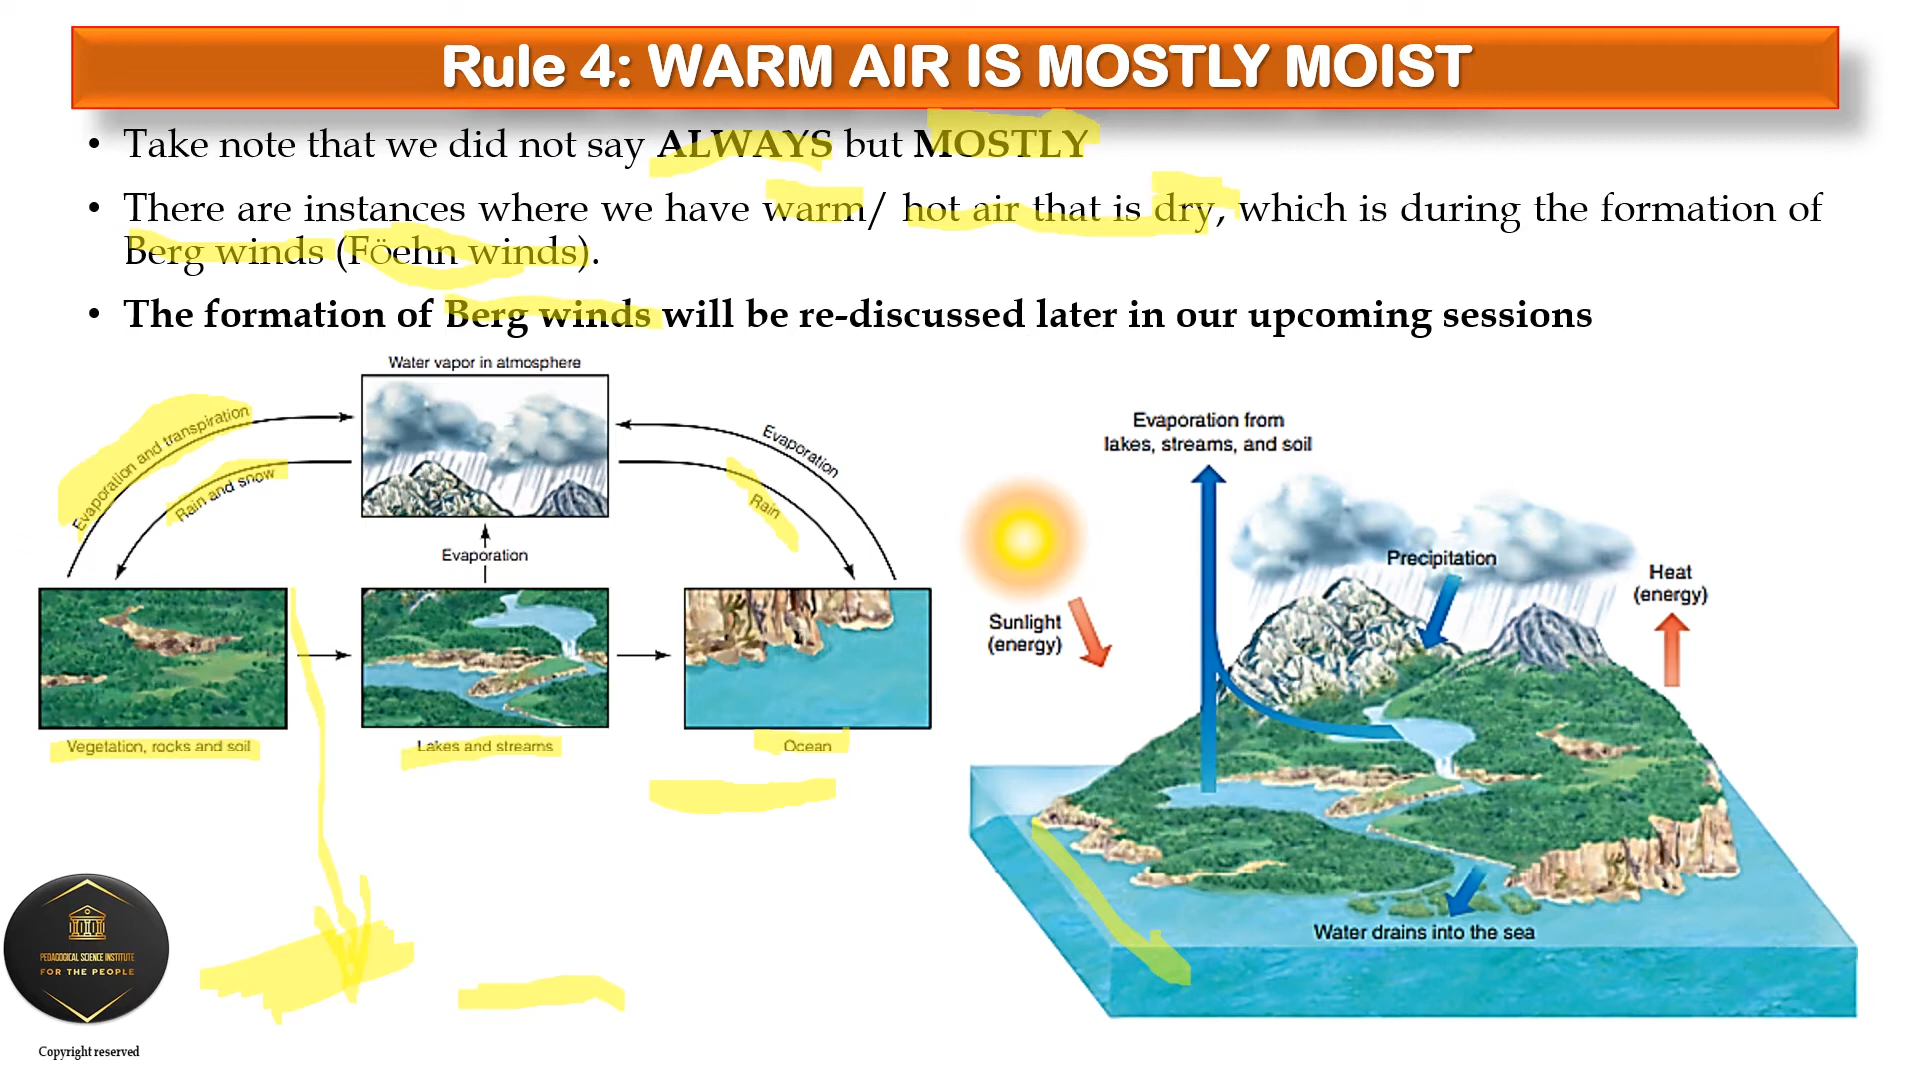 Rule 4: WARM AIR IS MOSTLY MOIST
• Take note that we did not say ALWAYS but MOSTLY
• There are instances where we have warm/ hot air that is dry, which is during the formation of
Berg winds (Föehn winds).
• The formation of Berg winds will be re-discussed later in our upcoming sessions
Water vapor in atmosphere
Evaporation and transpiration
Rain and snow
Evaporation
Rain
Evaporation
Vegetation, rocks and soil
Lakes and streams
Ocean
Evaporation from
lakes, streams, and soil
Precipitation
Heat
(energy)
Sunlight
(energy)
Water drains into the sea
PEDAGOGICAL SCIENCE INSTITUTE
FOR THE PEOPLE
Copyright reserved